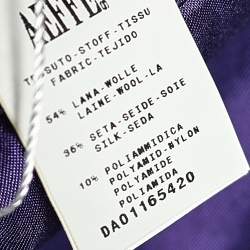 AEFFE
TESSUTO-STOFF-TISSU
FABRIC-TEJIDO
54% LANA-WOLLE
LAINE-WOOL-LA
36% SETA-SEIDE-SOIE
SILK-SEDA
10% POLIAMMIDICA
POLYAMID-NYLON
POLYAMIDE
POLIAMIDA
DA01165420